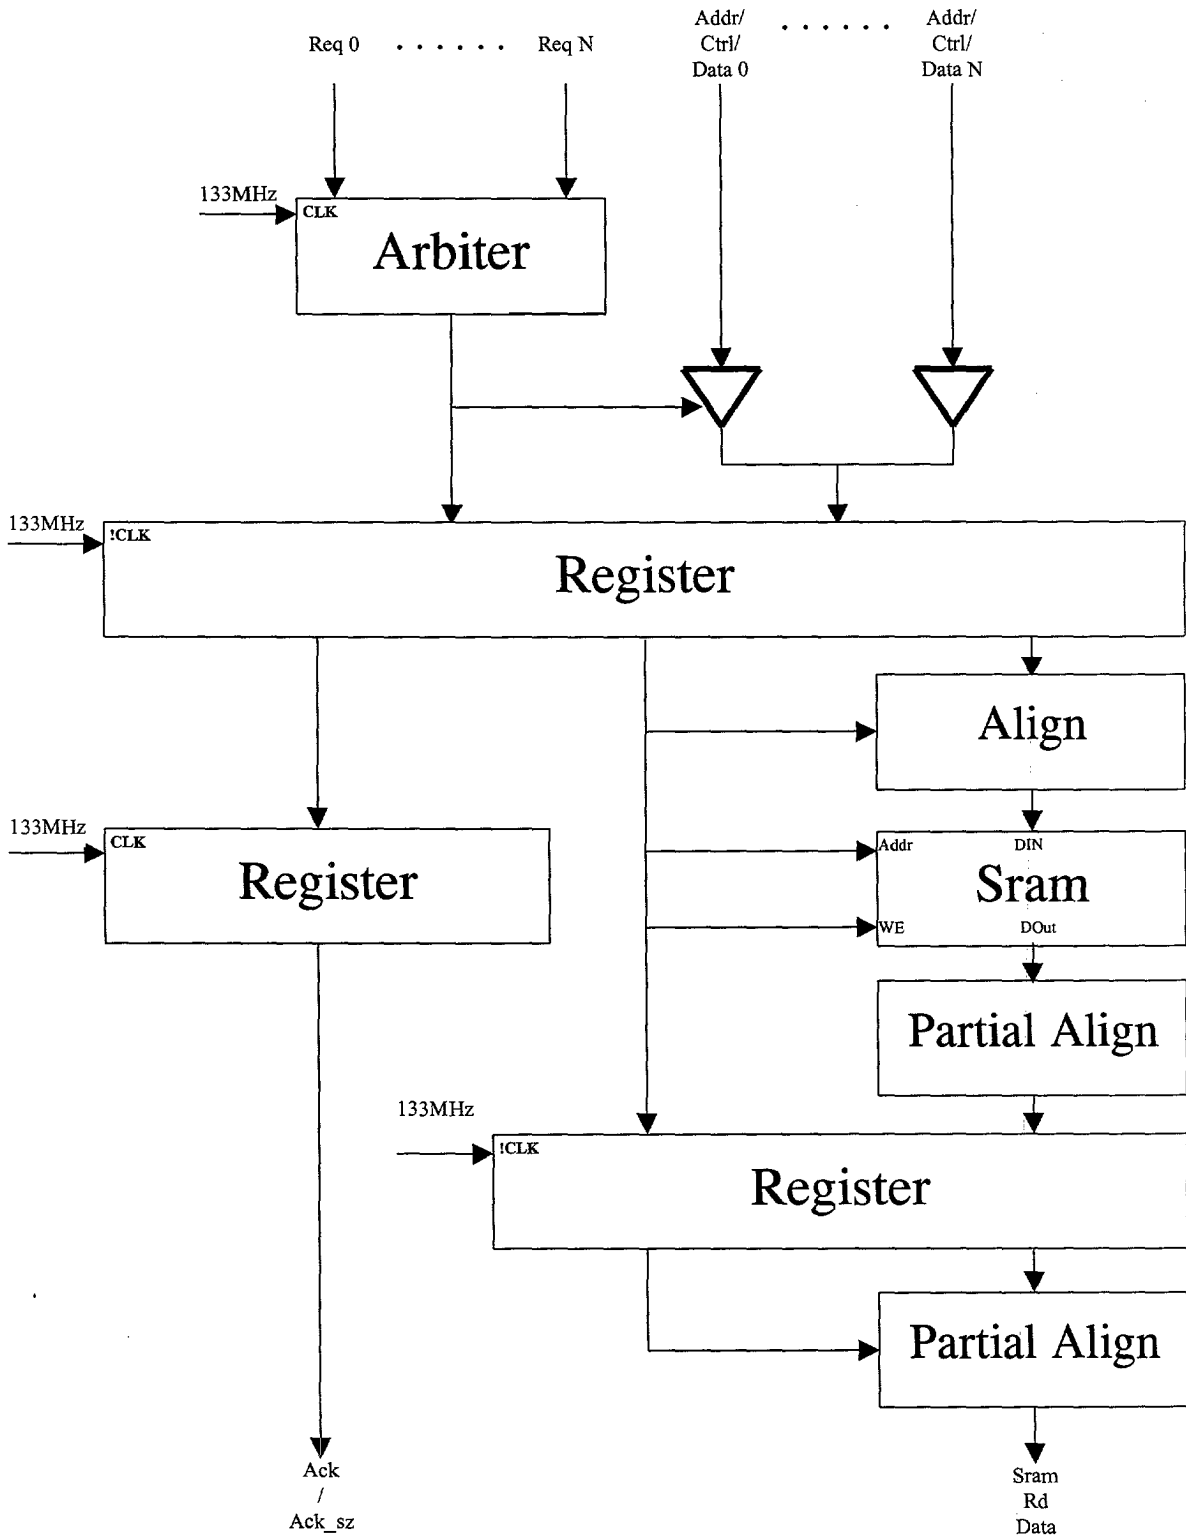 Req 0 . . . . . . Req N
Addr/
Ctrl/
Data 0
. . . . . .
Addr/
Ctrl/
Data N
133MHz
CLK
Arbiter
133MHz
!CLK
Register
Align
133MHz
CLK
Register
Addr
DIN
Sram
WE
DOut
Partial Align
133MHz
!CLK
Register
Partial Align
Ack
/
Ack_sz
Sram
Rd
Data